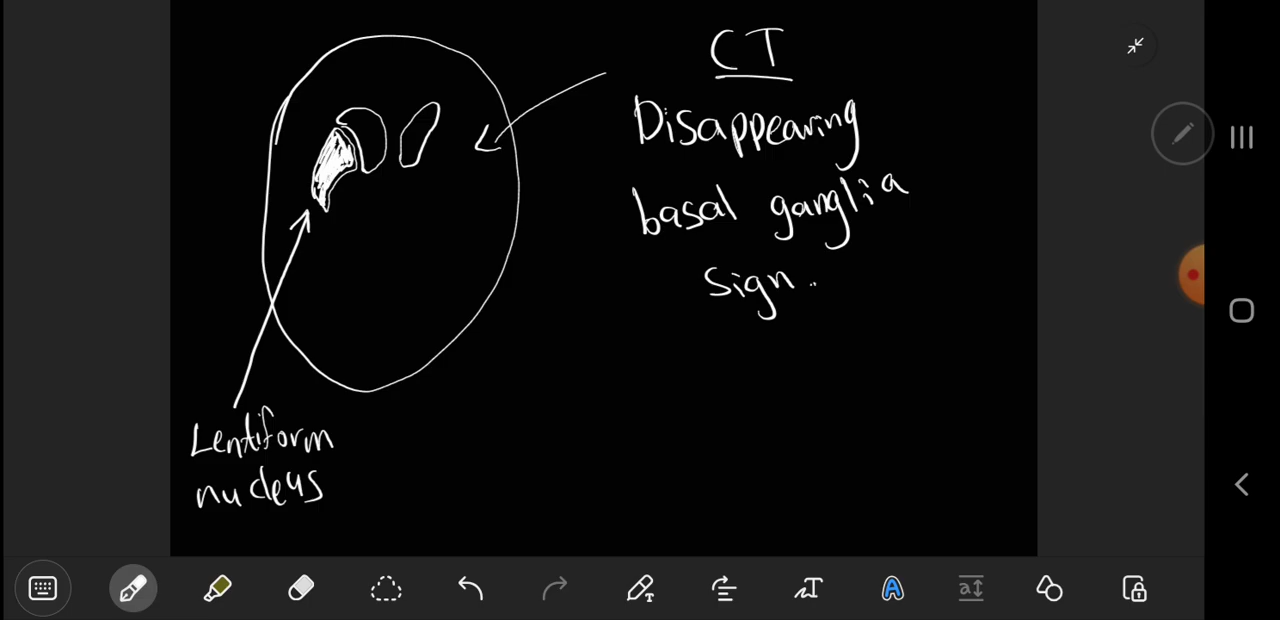 CT
Disappearing
basal ganglia
sign..
Lentiform
nucleus